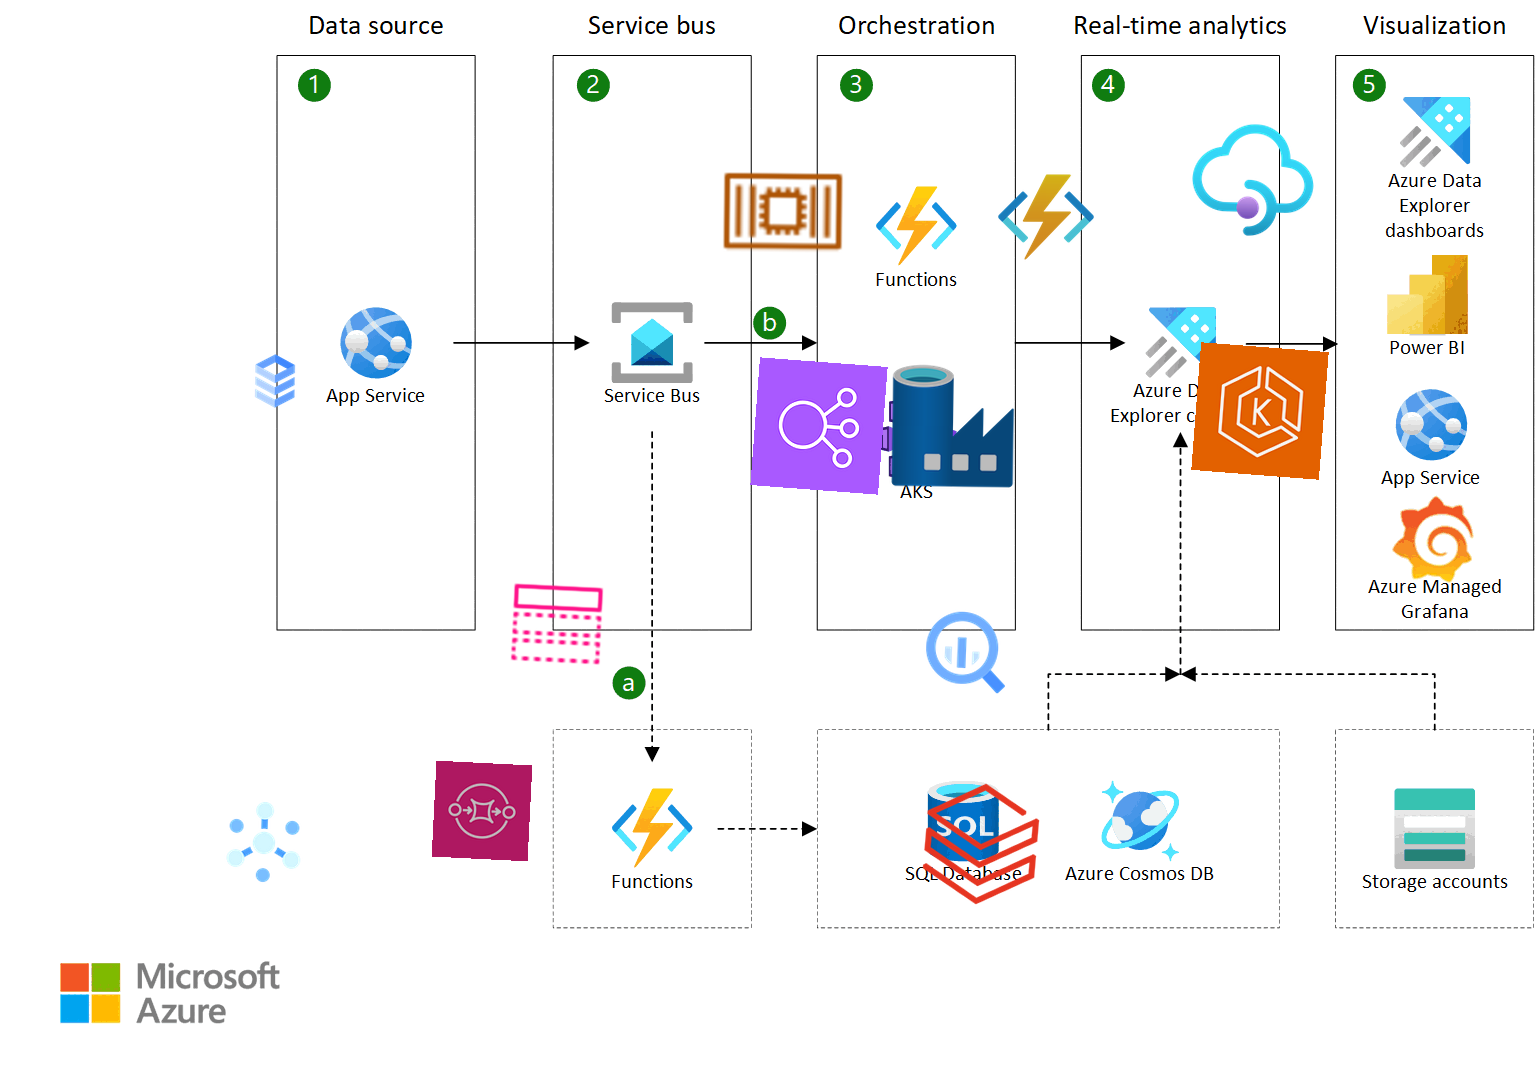 Data source
Service bus
Orchestration
Real-time analytics
Visualization
1
2
3
4
5
Azure Data
Explorer
dashboards
Functions
b
Power BI
App Service
Service Bus
Azure D
Explorer c
K
App Service
AKS
Azure Managed
Grafana
a
SQL
Functions
SQL Database
Azure Cosmos DB
Storage accounts
Microsoft
Azure